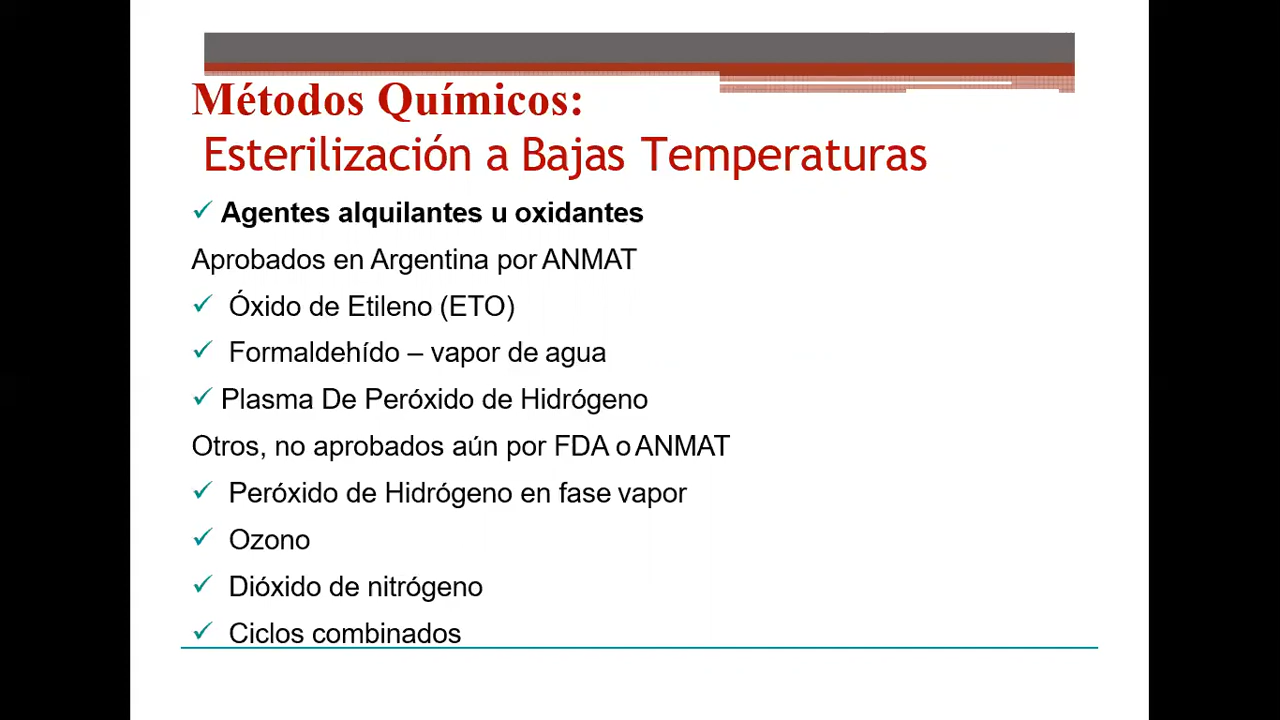 Métodos Químicos:
Esterilización a Bajas Temperaturas
✓ Agentes alquilantes u oxidantes
Aprobados en Argentina por ANMAT
✓ Óxido de Etileno (ETO)
✓ Formaldehído – vapor de agua
✓ Plasma De Peróxido de Hidrógeno
Otros, no aprobados aún por FDA o ANMAT
✓ Peróxido de Hidrógeno en fase vapor
✓ Ozono
✓ Dióxido de nitrógeno
✓ Ciclos combinados